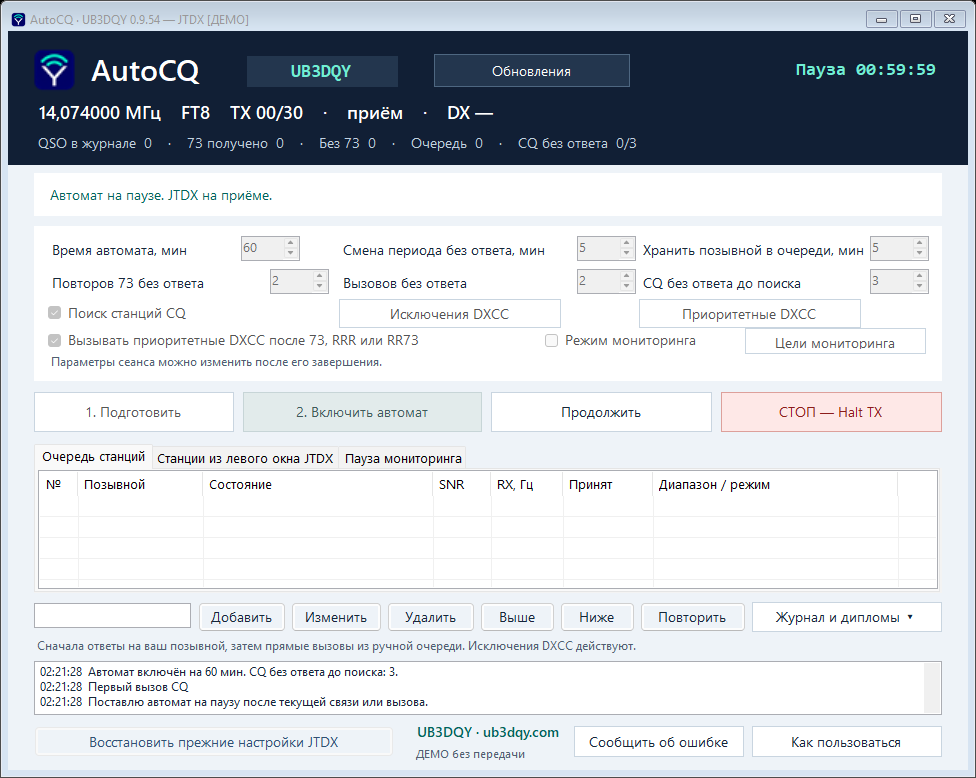 AutoCQ · UB3DQY 0.9.54 — JTDX [ДЕМО]
AutoCQ UB3DQY Обновления Пауза 00:59:59
14,074000 МГц FT8 TX 00/30 · приём · DX —
QSO в журнале 0 · 73 получено 0 · Без 73 0 · Очередь 0 · CQ без ответа 0/3
Автомат на паузе. JTDX на приёме.
Время автомата, мин 60 Смена периода без ответа, мин 5 Хранить позывной в очереди, мин 5
Повторов 73 без ответа 2 Вызовов без ответа 2 CQ без ответа до поиска 3
Поиск станций CQ Исключения DXCC Приоритетные DXCC
Вызывать приоритетные DXCC после 73, RRR или RR73 Режим мониторинга Цели мониторинга
Параметры сеанса можно изменить после его завершения.
1. Подготовить 2. Включить автомат Продолжить СТОП — Halt TX
Очередь станций Станции из левого окна JTDX Пауза мониторинга
№ Позывной Состояние SNR RX, Гц Принят Диапазон / режим
Добавить Изменить Удалить Выше Ниже Повторить Журнал и дипломы ▾
Сначала ответы на ваш позывной, затем прямые вызовы из ручной очереди. Исключения DXCC действуют.
02:21:28 Автомат включён на 60 мин. CQ без ответа до поиска: 3.
02:21:28 Первый вызов CQ
02:21:28 Поставлю автомат на паузу после текущей связи или вызова.
Восстановить прежние настройки JTDX UB3DQY · ub3dqy.com Сообщить об ошибке Как пользоваться
ДЕМО без передачи